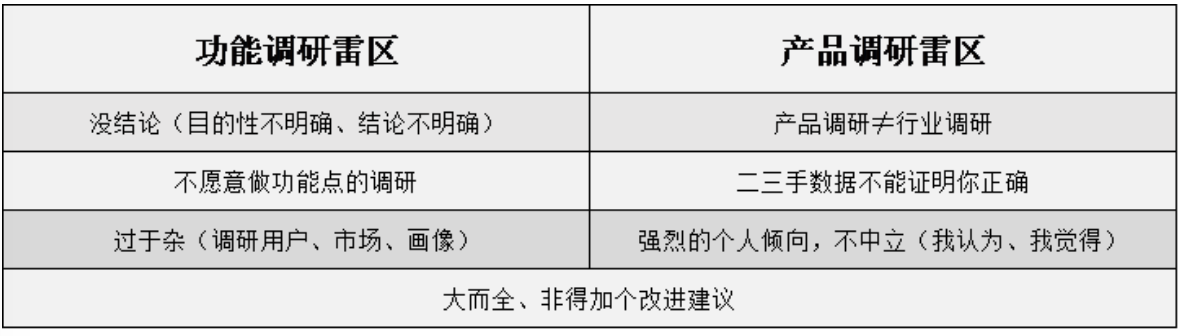 功能调研雷区
产品调研雷区
没结论（目的性不明确、结论不明确）
产品调研≠行业调研
不愿意做功能点的调研
二三手数据不能证明你正确
过于杂（调研用户、市场、画像）
强烈的个人倾向，不中立（我认为、我觉得）
大而全、非得加个改进建议